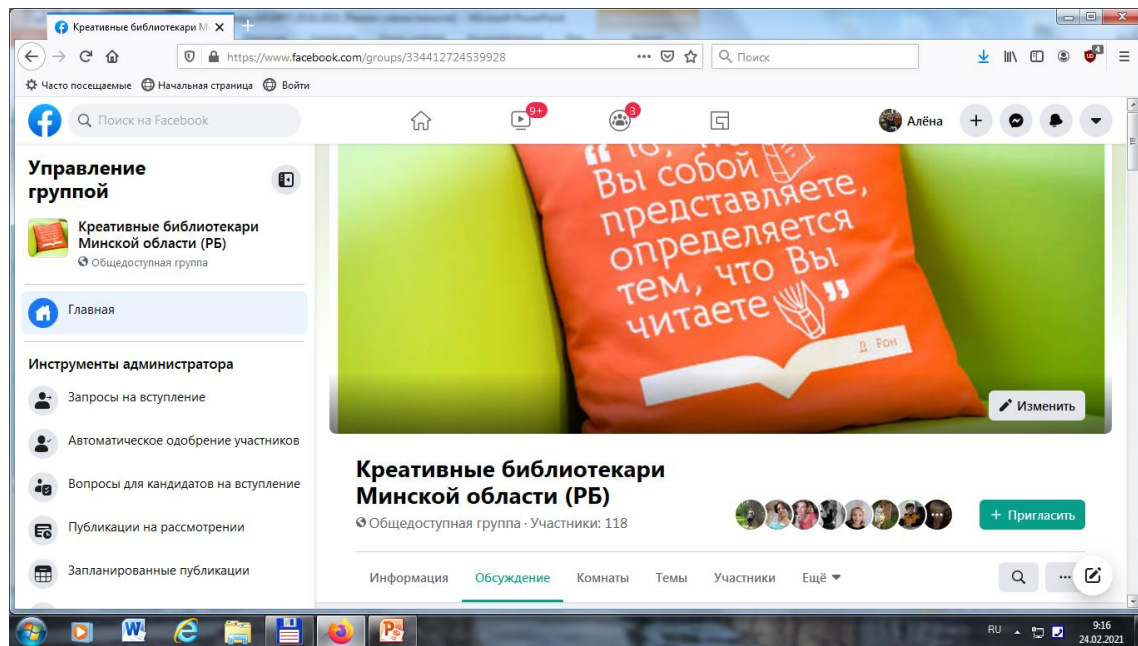 Креативные библиотекари М
https://www.facebook.com/groups/334412724539928
Поиск
4
Часто посещаемые Начальная страница Войти
Поиск на Facebook
9+
3
Алёна
Управление
группой
Креативные библиотекари
Минской области (РБ)
Общедоступная группа
Главная
Инструменты администратора
Запросы на вступление
Автоматическое одобрение участников
Вопросы для кандидатов на вступление
Публикации на рассмотрении
Запланированные публикации
Вы собой
представляете,
определяется
тем, что Вы
читаете"
Д. Рон
Изменить
Креативные библиотекари
Минской области (РБ)
Общедоступная группа · Участники: 118
+ Пригласить
Информация Обсуждение Комнаты Темы Участники Ещё
RU
9:16
24.02.2021